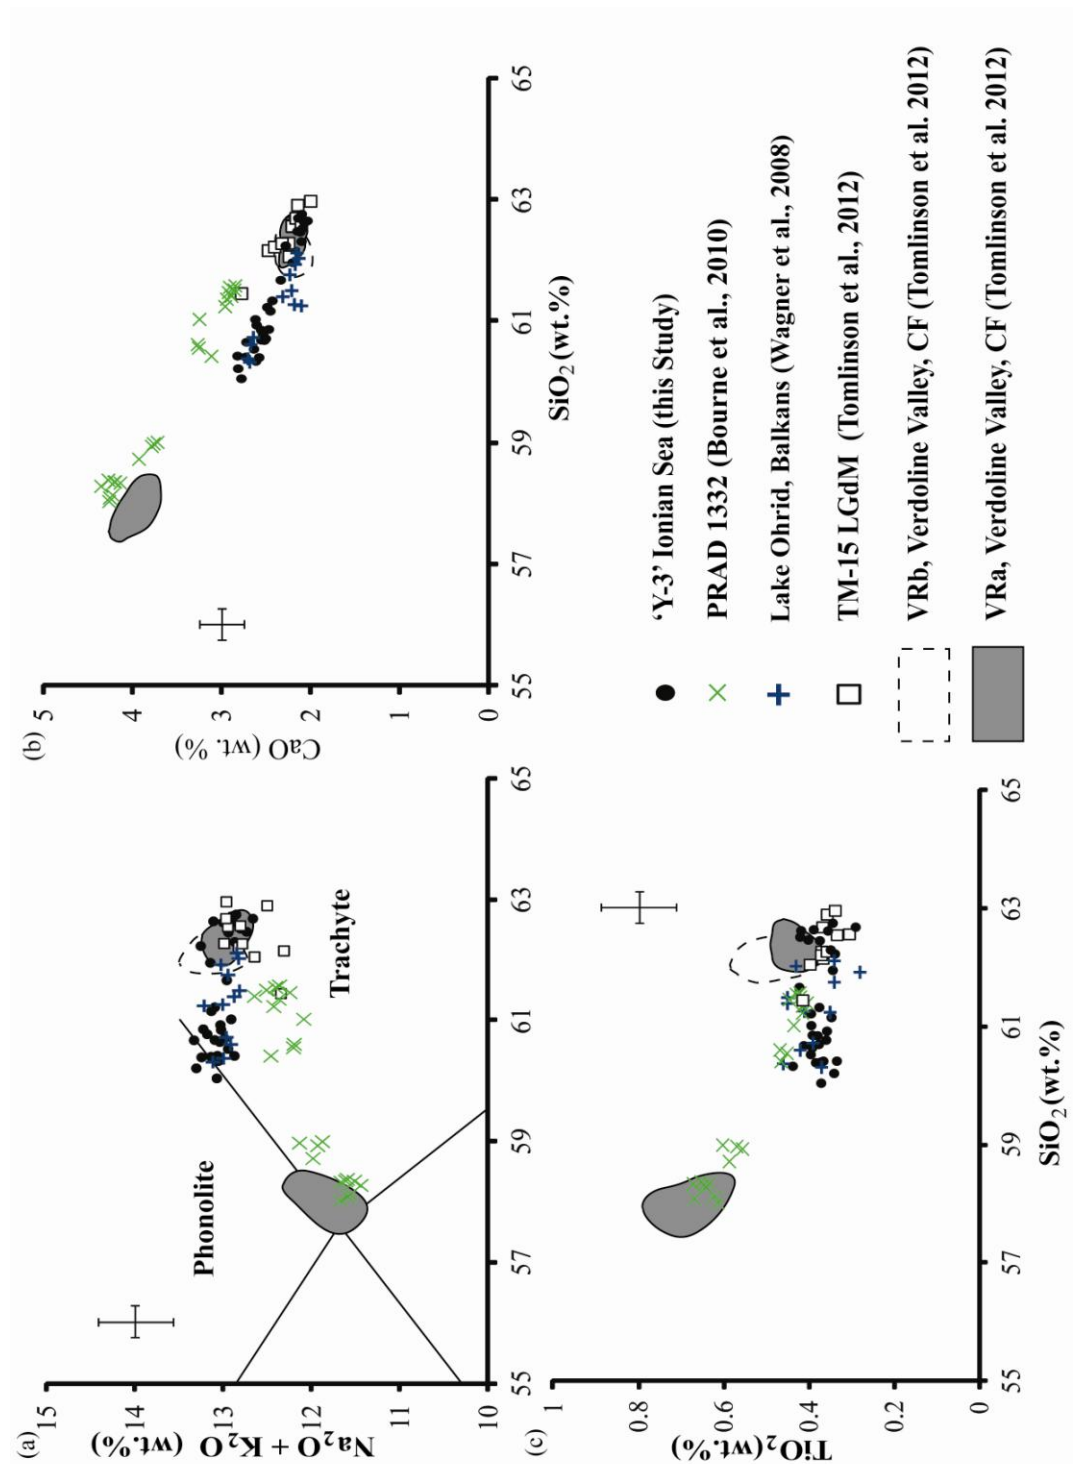 (a)
15
14
13
12
11
10
Na₂O + K₂O (wt.%)
Phonolite
Trachyte
55
57
59
61
63
65
(b)
5
4
3
2
1
0
CaO (wt. %)
55
57
59
61
63
65
SiO₂ (wt.%)
(c)
1
0.8
0.6
0.4
0.2
0
TiO₂ (wt.%)
55
57
59
61
63
65
SiO₂ (wt.%)
‘Y-3’ Ionian Sea (this Study)
PRAD 1332 (Bourne et al., 2010)
Lake Ohrid, Balkans (Wagner et al., 2008)
TM-15 LGdM (Tomlinson et al., 2012)
VRb, Verdoline Valley, CF (Tomlinson et al. 2012)
VRa, Verdoline Valley, CF (Tomlinson et al. 2012)